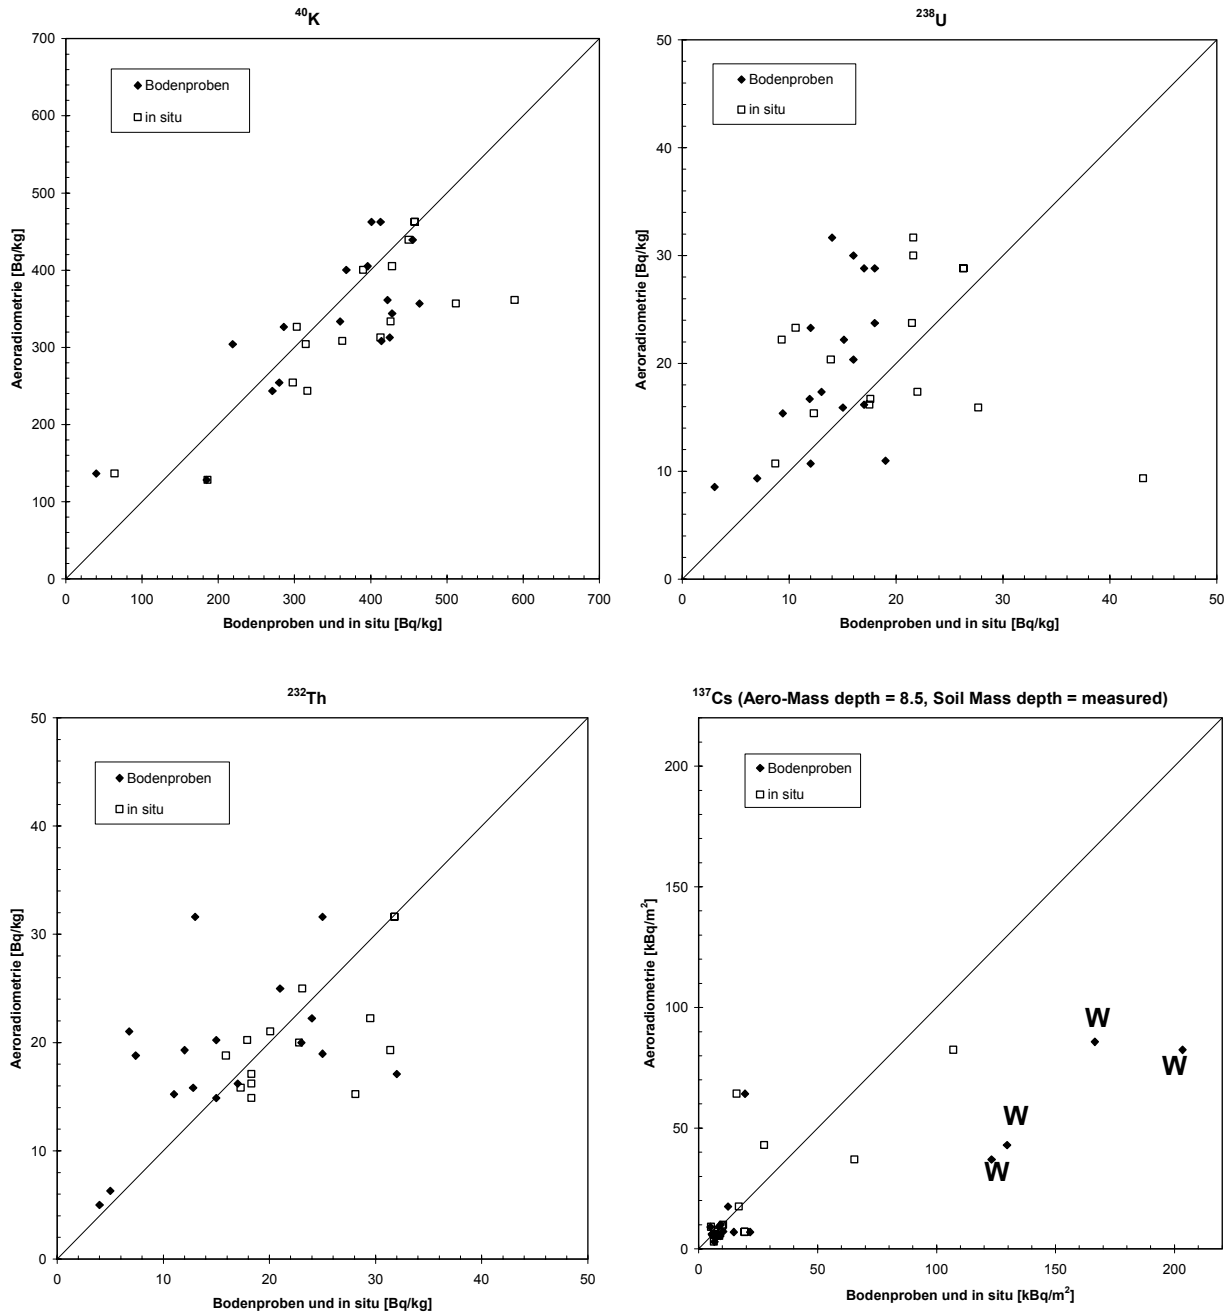 ⁴⁰K
700
600
500
400
300
200
100
0
Aeroradiometrie [Bq/kg]
Bodenproben
in situ
0 100 200 300 400 500 600 700
Bodenproben und in situ [Bq/kg]
²³⁸U
50
40
30
20
10
0
Aeroradiometrie [Bq/kg]
Bodenproben
in situ
0 10 20 30 40 50
Bodenproben und in situ [Bq/kg]
²³²Th
50
40
30
20
10
0
Aeroradiometrie [Bq/kg]
Bodenproben
in situ
0 10 20 30 40 50
Bodenproben und in situ [Bq/kg]
¹³⁷Cs (Aero-Mass depth = 8.5, Soil Mass depth = measured)
200
150
100
50
0
Aeroradiometrie [kBq/m²]
Bodenproben
in situ
W
W
W
W
0 50 100 150 200
Bodenproben und in situ [kBq/m²]